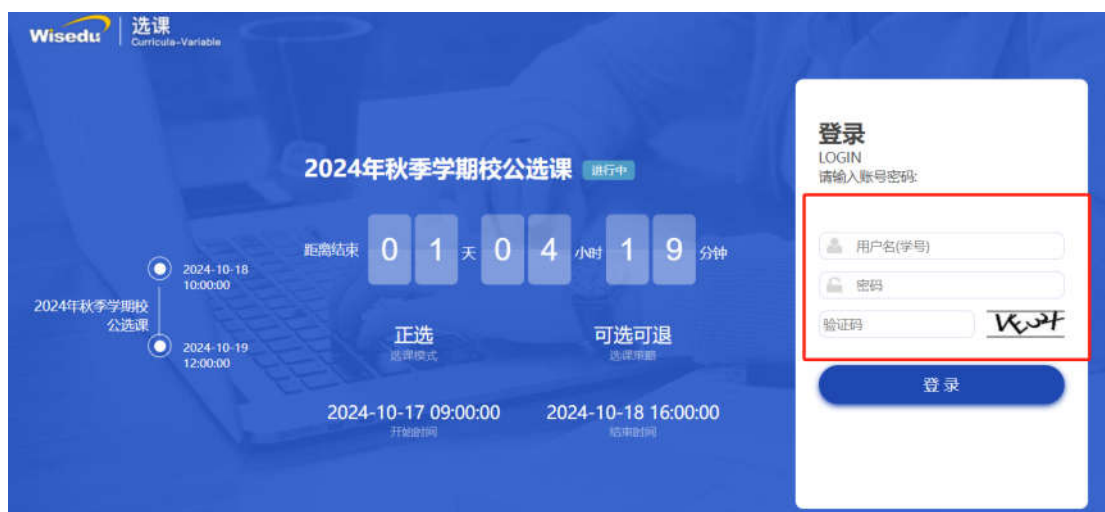 Wisedu
选课
Curricula-Variable
2024年秋季学期校公选课 进行中
距离结束 01天04小时19分钟
2024-10-18
10:00:00
2024年秋季学期校
公选课
2024-10-19
12:00:00
正选
选课模式
可选可退
选课策略
2024-10-17 09:00:00
开始时间
2024-10-18 16:00:00
结束时间
登录
LOGIN
请输入账号密码:
用户名(学号)
密码
验证码
登录